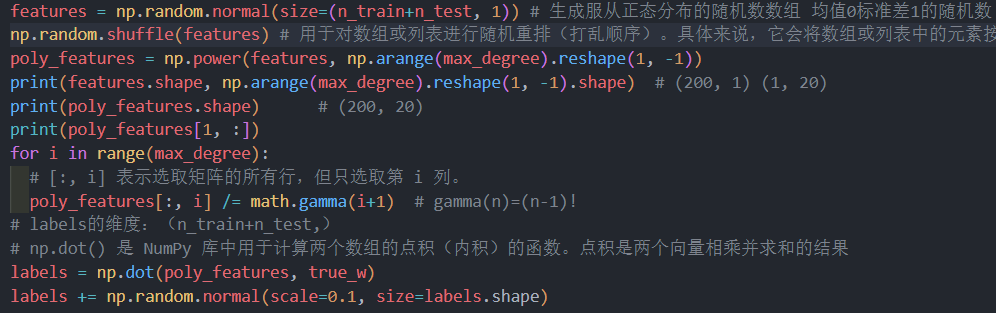 features = np.random.normal(size=(n_train+n_test, 1)) # 生成服从正态分布的随机数数组 均值0标准差1的随机数
np.random.shuffle(features) # 用于对数组或列表进行随机重排（打乱顺序）。具体来说，它会将数组或列表中的元素按
poly_features = np.power(features, np.arange(max_degree).reshape(1, -1))
print(features.shape, np.arange(max_degree).reshape(1, -1).shape)  # (200, 1) (1, 20)
print(poly_features.shape)      # (200, 20)
print(poly_features[1, :])
for i in range(max_degree):
  # [:, i] 表示选取矩阵的所有行，但只选取第 i 列。
  poly_features[:, i] /= math.gamma(i+1)  # gamma(n)=(n-1)!
# labels的维度：（n_train+n_test,）
# np.dot() 是 NumPy 库中用于计算两个数组的点积（内积）的函数。点积是两个向量相乘并求和的结果
labels = np.dot(poly_features, true_w)
labels += np.random.normal(scale=0.1, size=labels.shape)